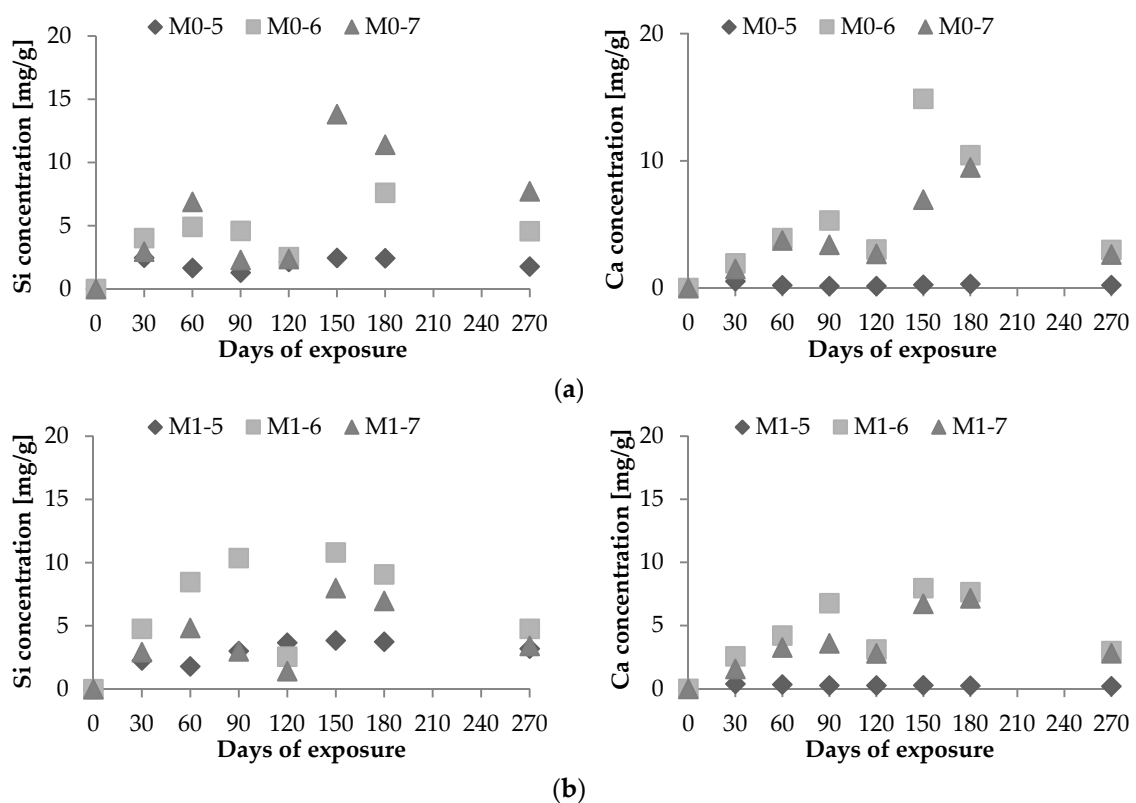 M0-5 M0-6 M0-7
Si concentration [mg/g]
20
15
10
5
0
0 30 60 90 120 150 180 210 240 270
Days of exposure
M0-5 M0-6 M0-7
Ca concentration [mg/g]
20
10
0
0 30 60 90 120 150 180 210 240 270
Days of exposure
(a)
M1-5 M1-6 M1-7
Si concentration [mg/g]
20
15
10
5
0
0 30 60 90 120 150 180 210 240 270
Days of exposure
M1-5 M1-6 M1-7
Ca concentration [mg/g]
20
15
10
5
0
0 30 60 90 120 150 180 210 240 270
Days of exposure
(b)